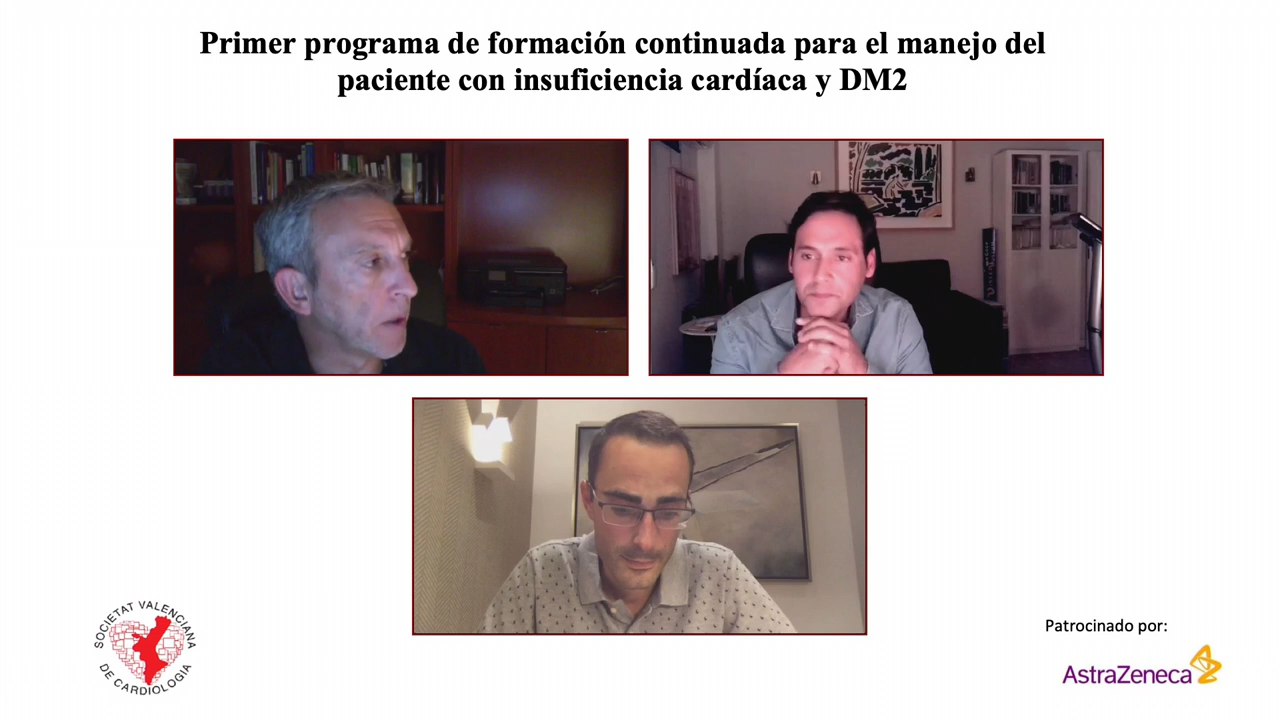 Primer programa de formación continuada para el manejo del
paciente con insuficiencia cardíaca y DM2
SOCIETAT VALENCIANA
DE CARDIOLOGIA
Patrocinado por:
AstraZeneca